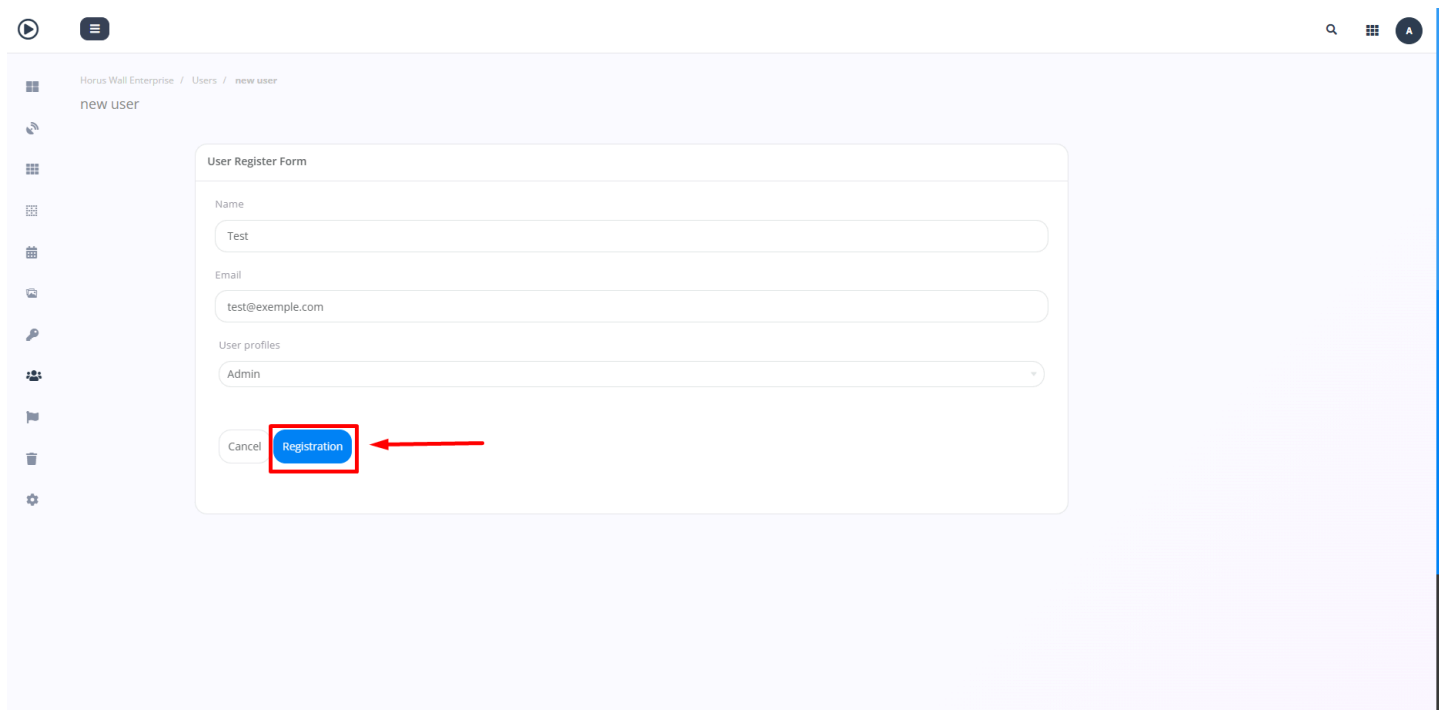 A
Horus Wall Enterprise / Users / new user
new user
User Register Form
Name
Test
Email
test@exemple.com
User profiles
Admin
Cancel
Registration